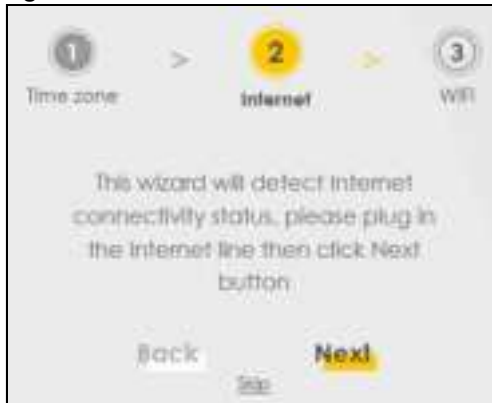 1 > 2 > 3
Time zone Internet WiFi
This wizard will detect Internet
connectivity status, please plug in
the Internet line then click Next
button
Back Next
Skip